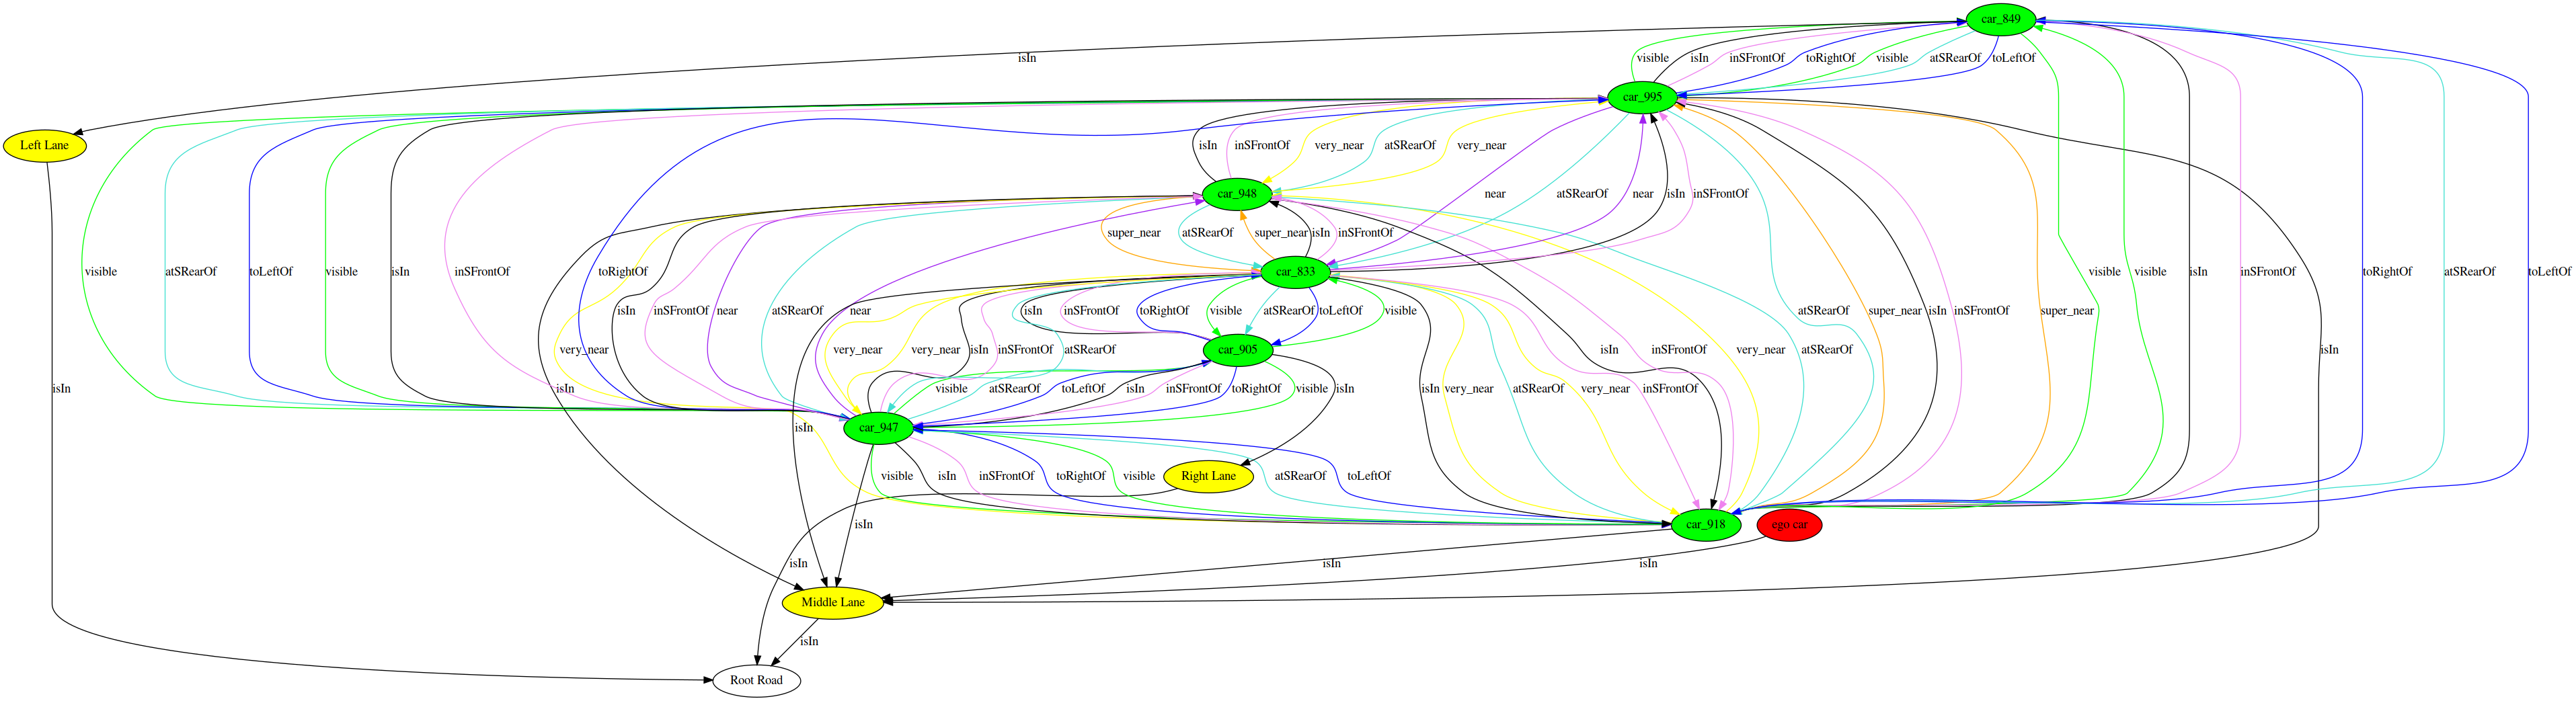 car_849
isIn
visible isIn inSFrontOf toRightOf visible atSRearOf toLeftOf
car_995
Left Lane isIn inSFrontOf very_near atSRearOf very_near
car_948 near atSRearOf near isIn inSFrontOf
super_near atSRearOf super_near isIn inSFrontOf
visible atSRearOf toLeftOf visible isIn inSFrontOf toRightOf car_833 visible visible isIn inSFrontOf toRightOf atSRearOf toLeftOf
isIn inSFrontOf near atSRearOf near isIn inSFrontOf toRightOf visible atSRearOf toLeftOf visible atSRearOf super_near isIn inSFrontOf super_near
very_near very_near very_near isIn inSFrontOf atSRearOf car_905 isIn inSFrontOf very_near atSRearOf isIn
isIn isIn visible atSRearOf toLeftOf isIn inSFrontOf toRightOf visible isIn isIn very_near atSRearOf very_near inSFrontOf
isIn car_947
visible isIn inSFrontOf toRightOf visible Right Lane atSRearOf toLeftOf
isIn car_918 ego car
isIn isIn isIn
Middle Lane
isIn
Root Road